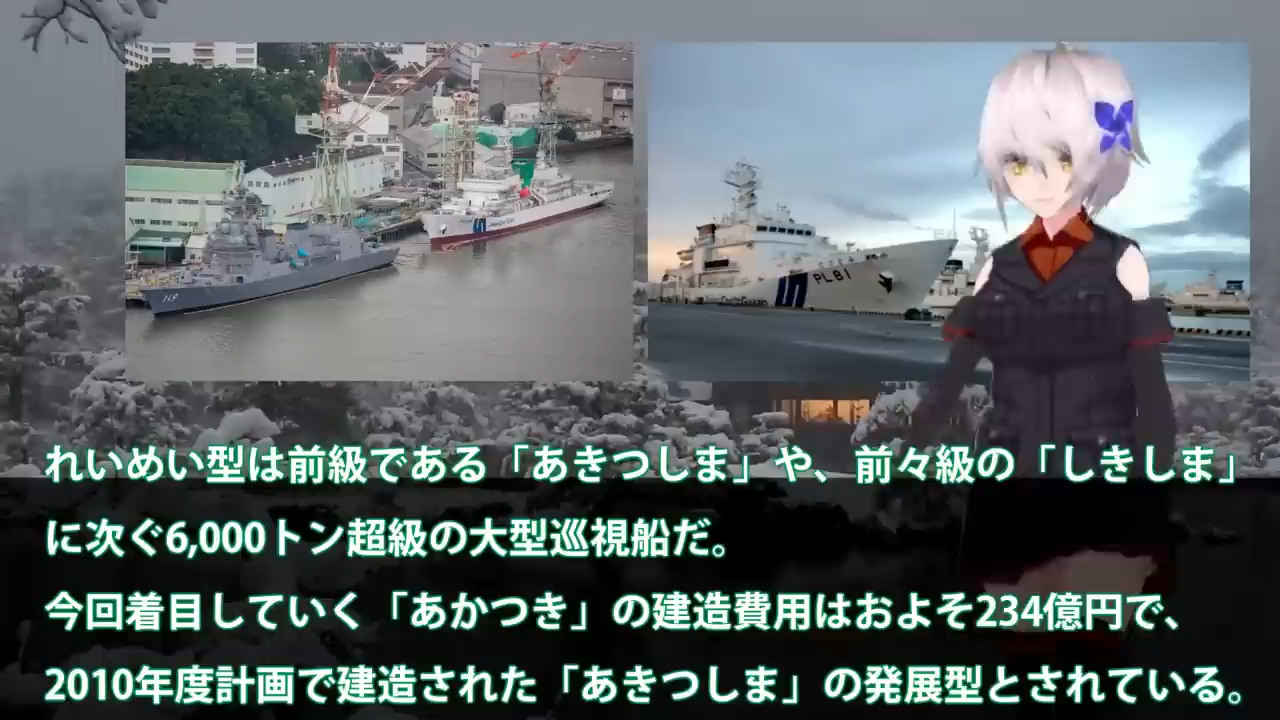 119
PL81
れいめい型は前級である「あきつしま」や、前々級の「しきしま」
に次ぐ6,000トン超級の大型巡視船だ。
今回着目していく「あかつき」の建造費用はおよそ234億円で、
2010年度計画で建造された「あきつしま」の発展型とされている。